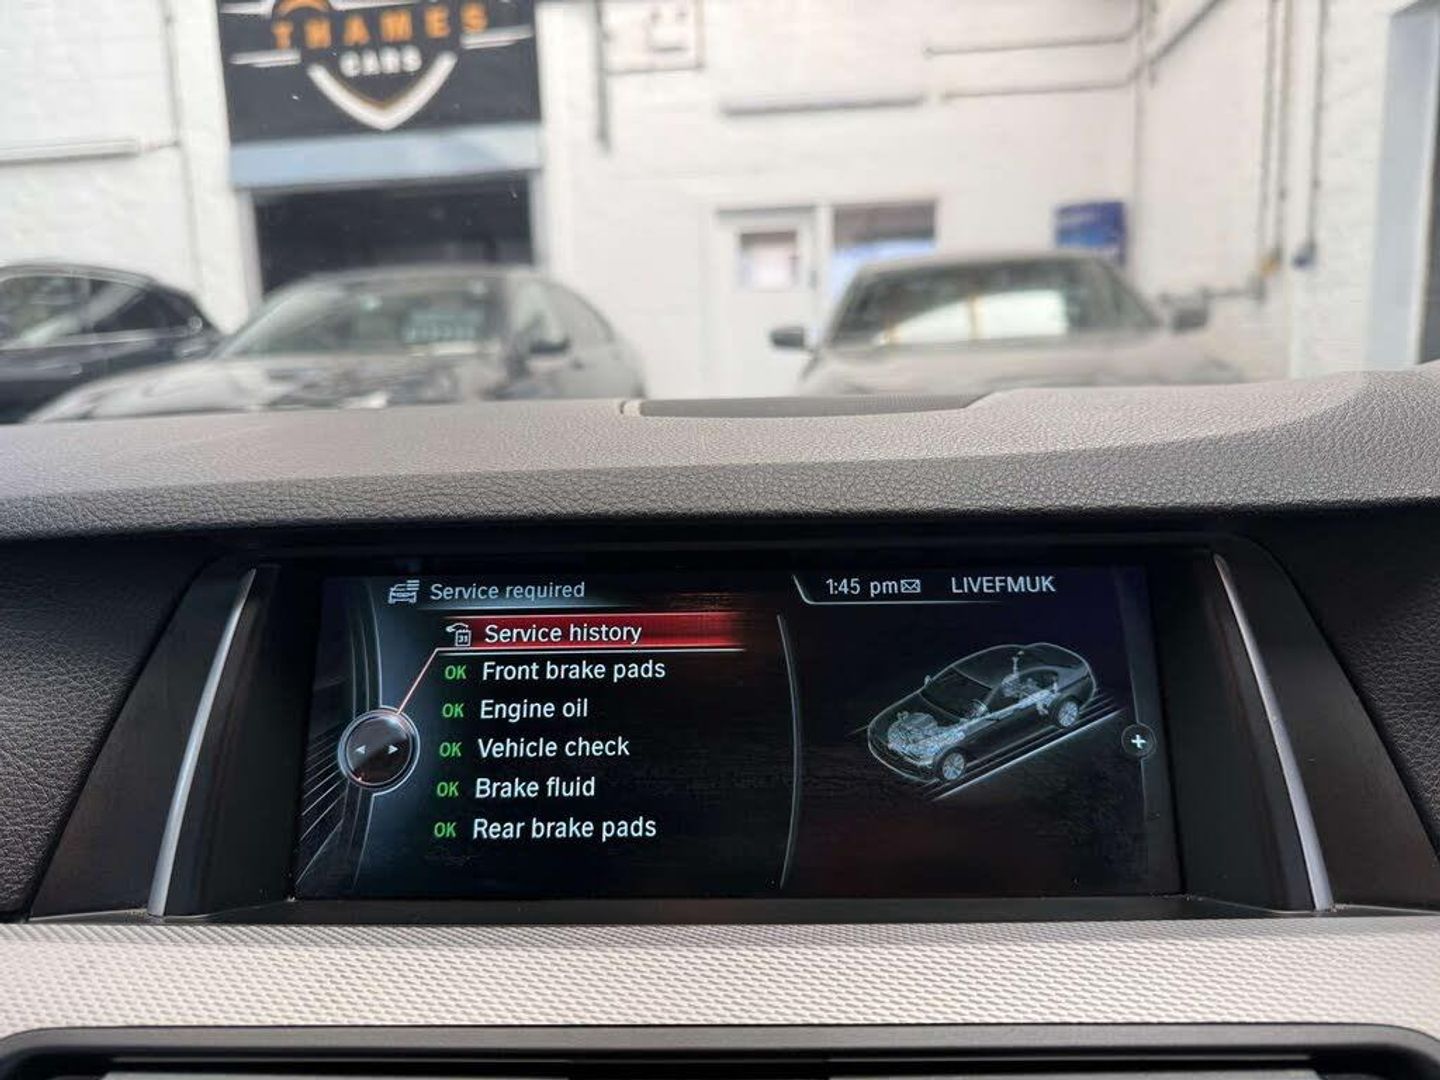 THAMES
CARS
Service required
1:45 pm
LIVEFMUK
Service history
OK Front brake pads
OK Engine oil
OK Vehicle check
OK Brake fluid
OK Rear brake pads